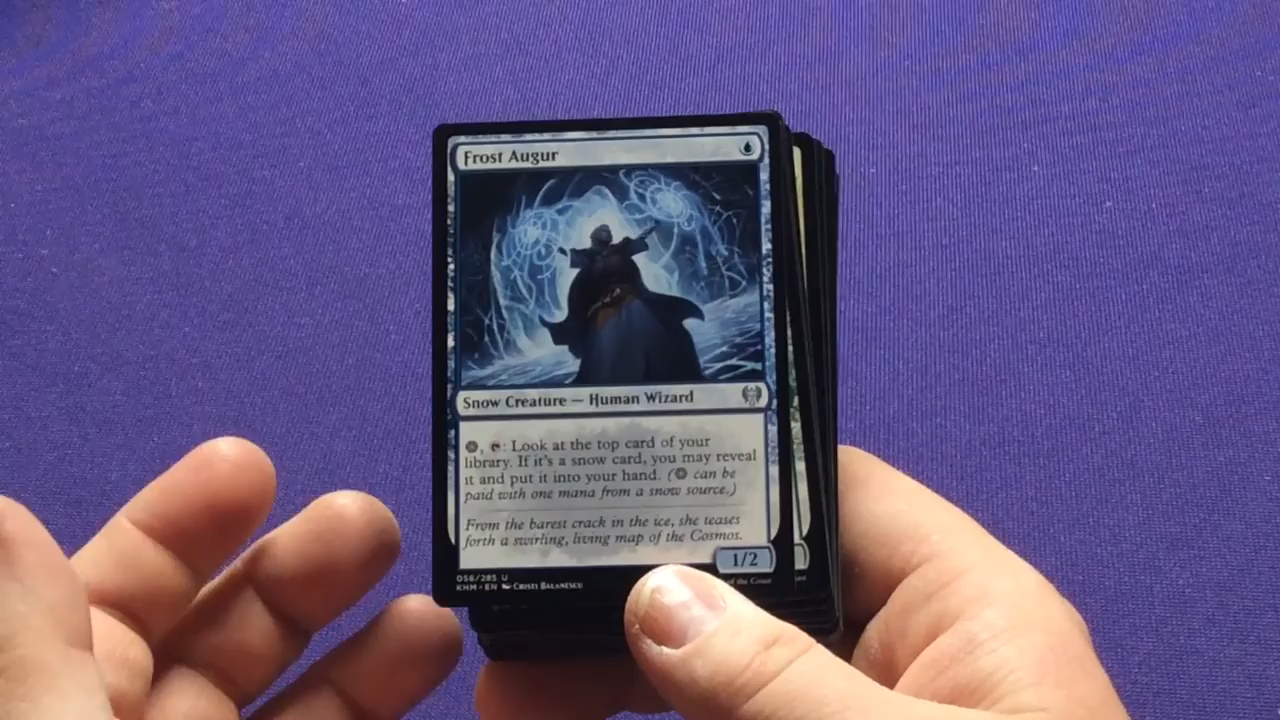 Frost Augur
Snow Creature — Human Wizard
: Look at the top card of your
library. If it's a snow card, you may reveal
it and put it into your hand. ( can be
paid with one mana from a snow source.)
From the barest crack in the ice, she teases
forth a swirling, living map of the Cosmos.
1/2
056/285 U
KHM • EN Cristi Balanescu
of the Coast